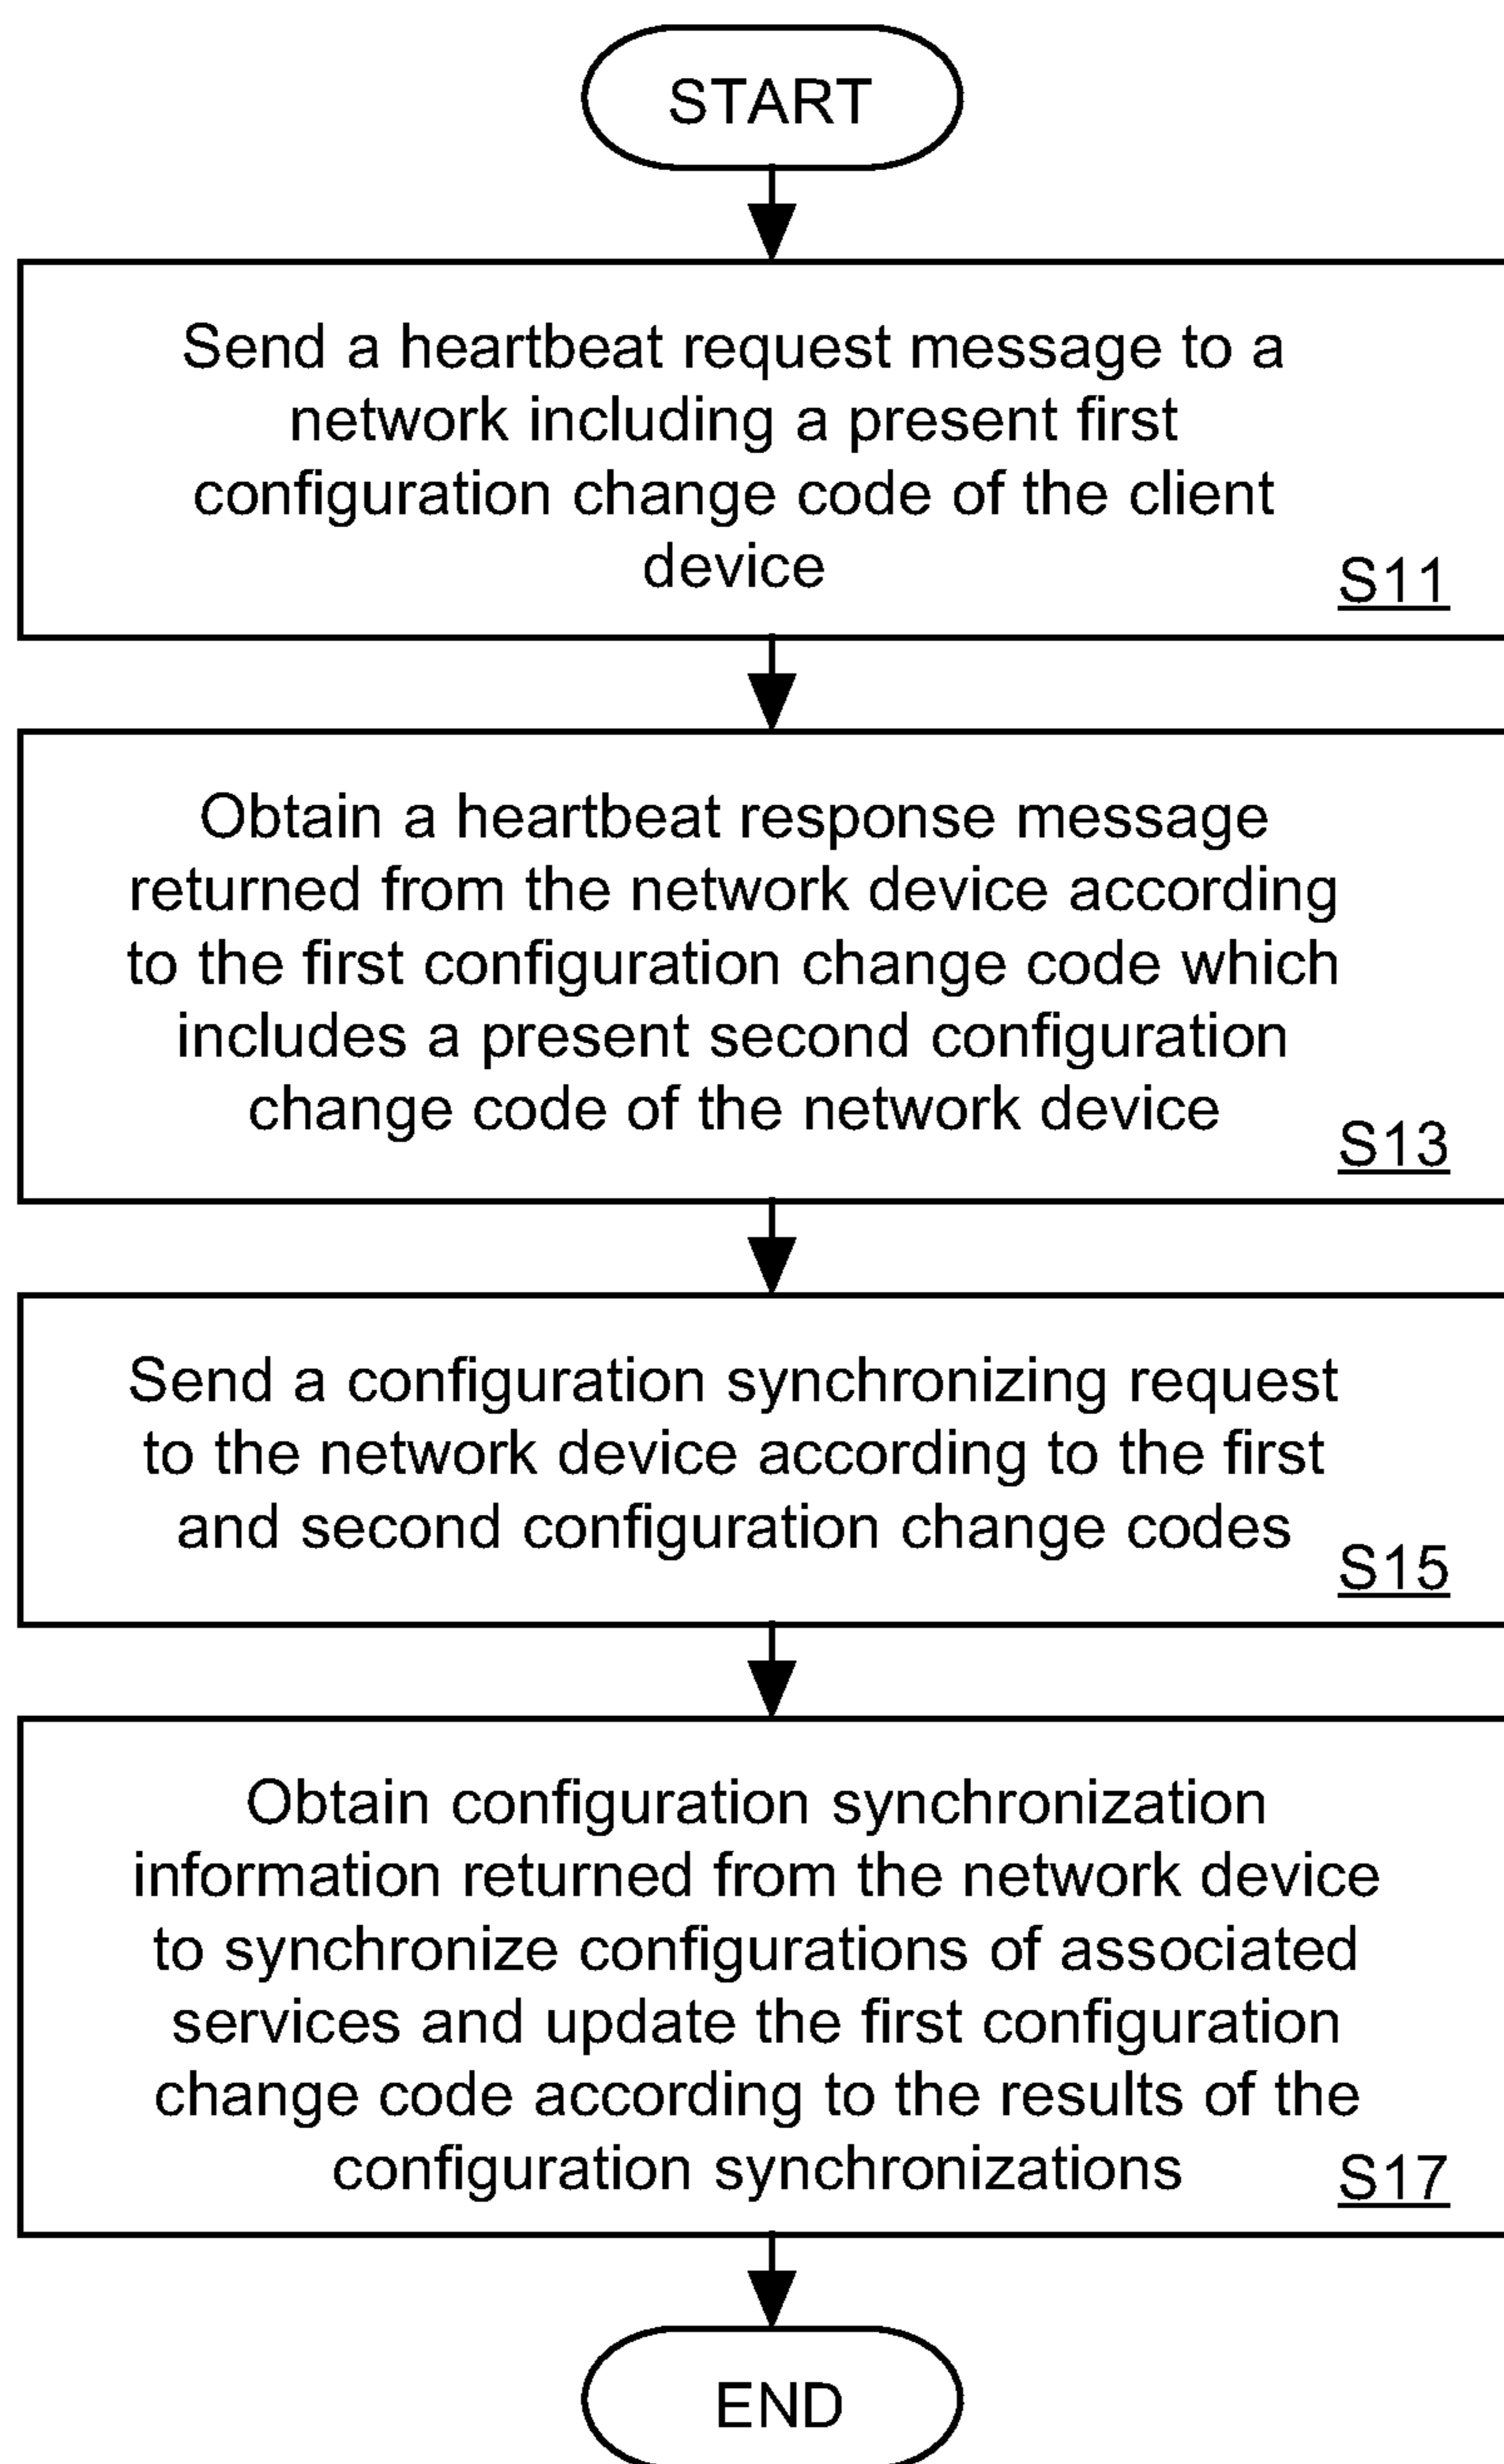 START
Send a heartbeat request message to a
network including a present first
configuration change code of the client
device
S11
Obtain a heartbeat response message
returned from the network device according
to the first configuration change code which
includes a present second configuration
change code of the network device
S13
Send a configuration synchronizing request
to the network device according to the first
and second configuration change codes
S15
Obtain configuration synchronization
information returned from the network device
to synchronize configurations of associated
services and update the first configuration
change code according to the results of the
configuration synchronizations
S17
END